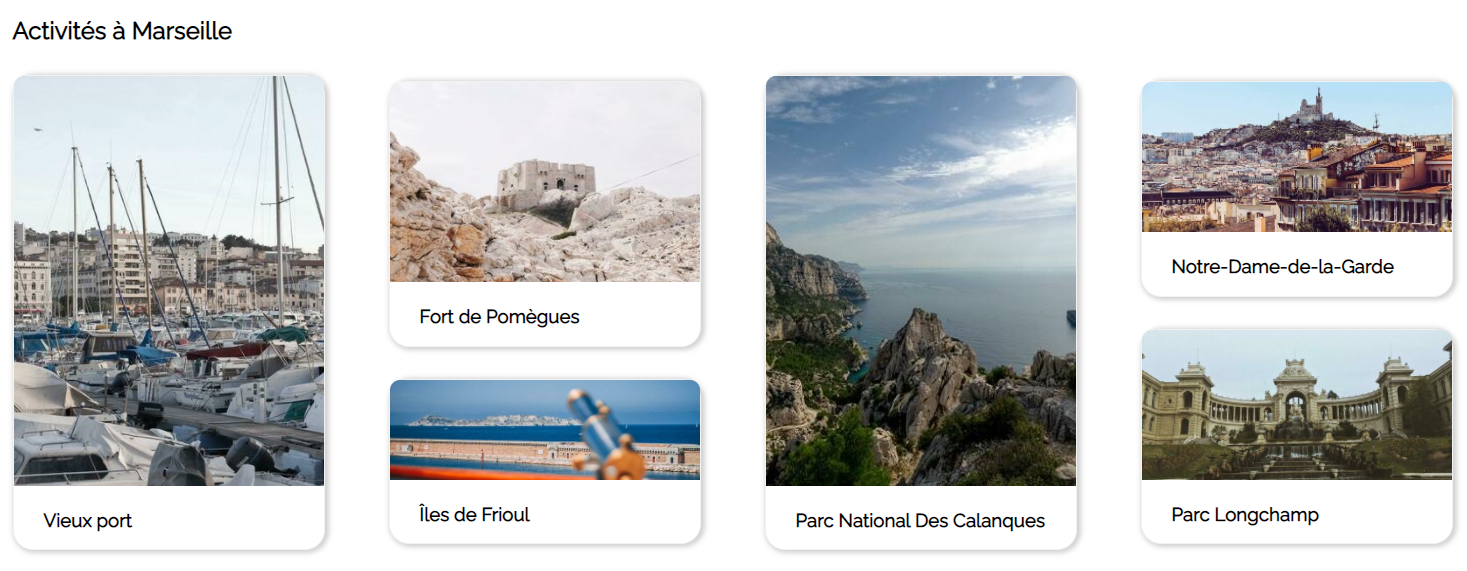 Activités à Marseille
Vieux port
Fort de Pomègues
Îles de Frioul
Parc National Des Calanques
Notre-Dame-de-la-Garde
Parc Longchamp